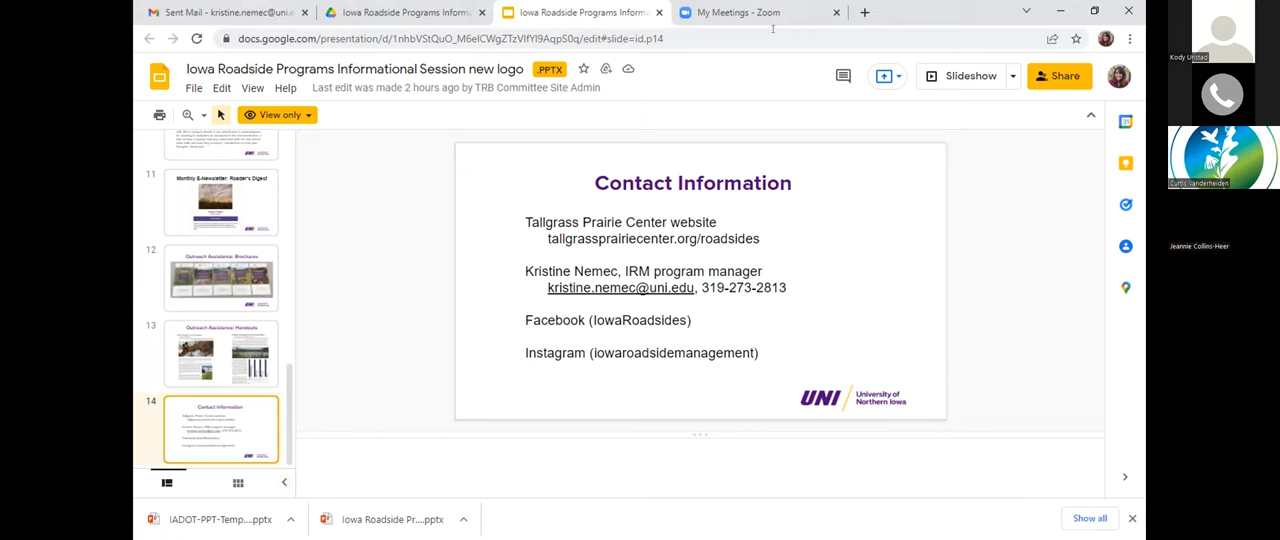 Sent Mail - kristine.nemec@uni.e
Iowa Roadside Programs Informa
Iowa Roadside Programs Informa
My Meetings - Zoom
docs.google.com/presentation/d/1nhbVStQuO_M6elCWgZTzVlfYl9AqpS0q/edit#slide=id.p14
Iowa Roadside Programs Informational Session new logo
.PPTX
File Edit View Help
Last edit was made 2 hours ago by TRB Committee Site Admin
Slideshow
Share
View only
11
Monthly E-Newsletter: Roader's Digest
12
Outreach Assistance: Brochures
13
Outreach Assistance: Handouts
14
Contact Information
Contact Information
Tallgrass Prairie Center website
tallgrassprairiecenter.org/roadsides
Kristine Nemec, IRM program manager
kristine.nemec@uni.edu, 319-273-2813
Facebook (IowaRoadsides)
Instagram (iowaroadsidemanagement)
UNI
University of
Northern Iowa
IADOT-PPT-Temp....pptx
Iowa Roadside Pr....pptx
Show all
Kody Unstad
Curtis Vanderheiden
Jeannie Collins-Heer